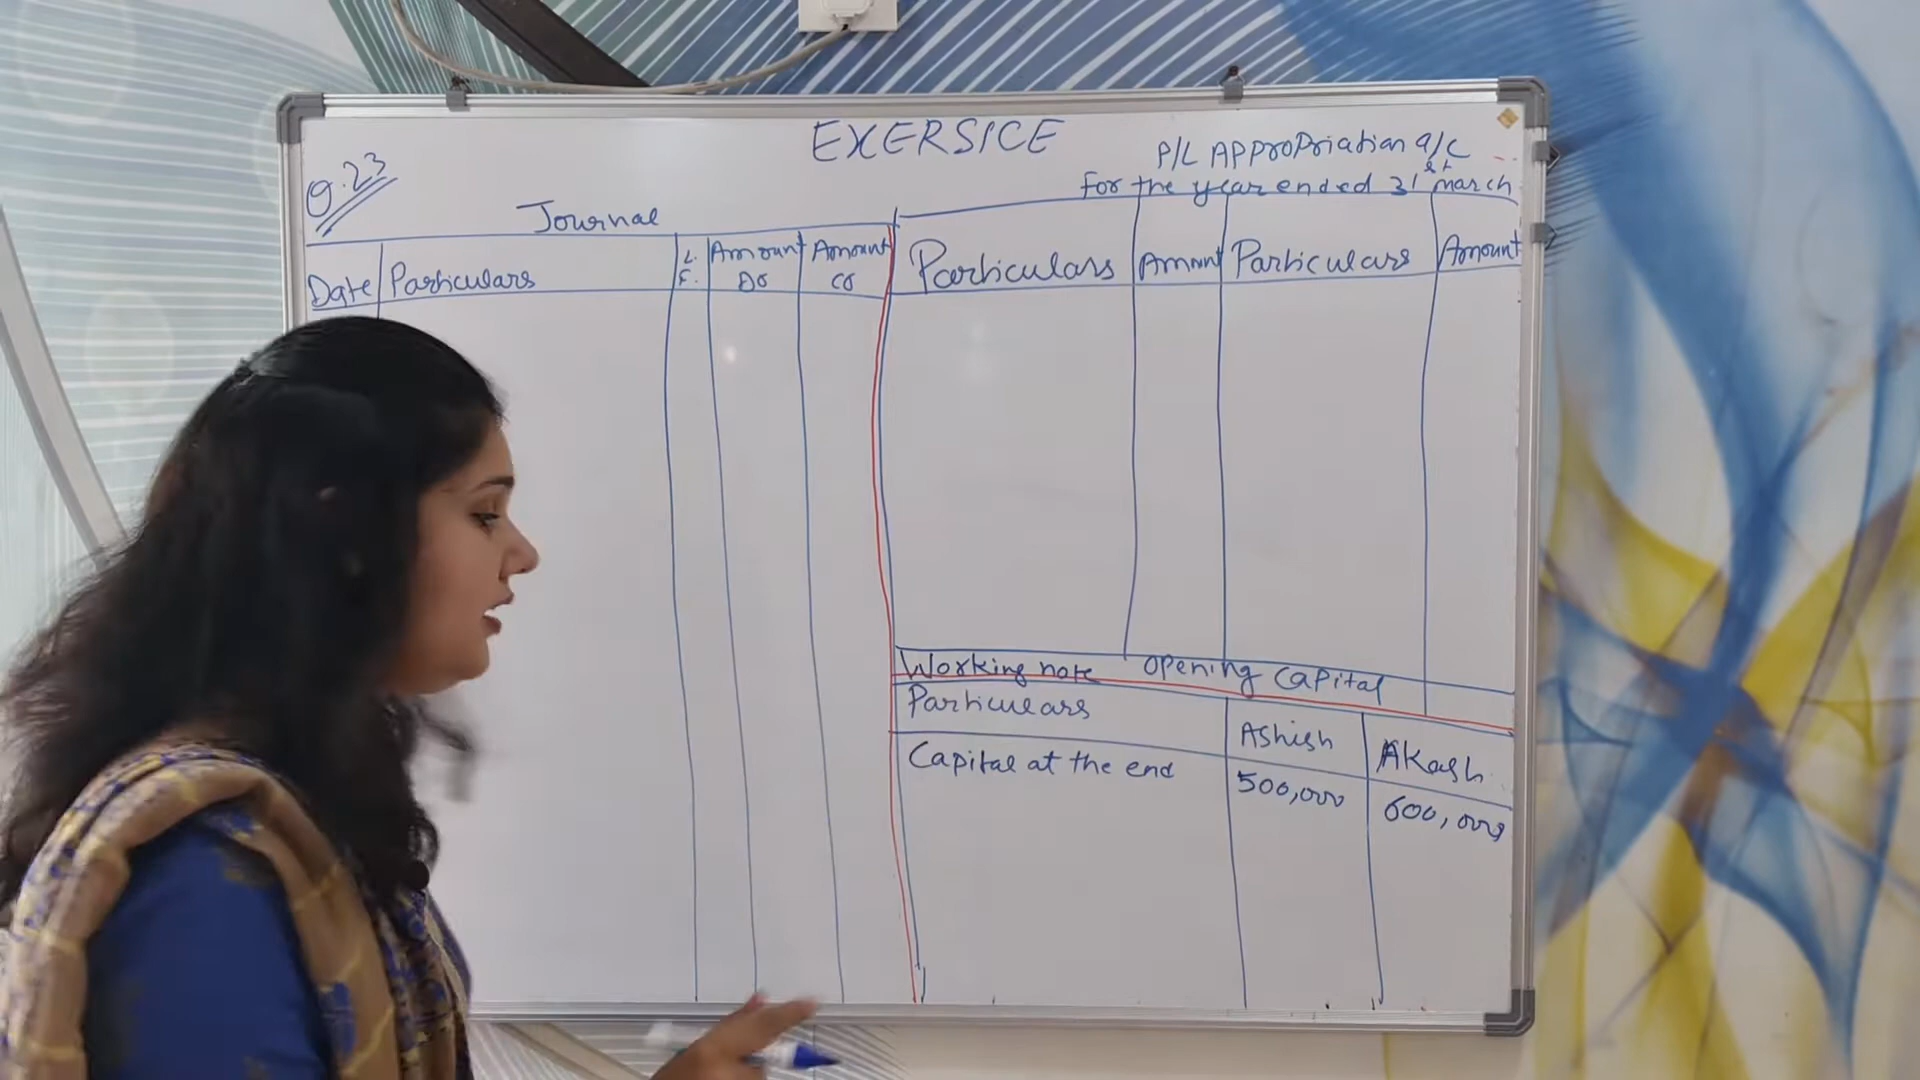 EXERSICE
Q.23
Journal
Date Particulars L.F. Amount Dr Amount Cr
P/L APProPriation a/c
For the year ended 31st march
Particulars Amount Particulars Amount
Working note Opening Capital
Particulars Ashish Akash
Capital at the end 500,000 600,000